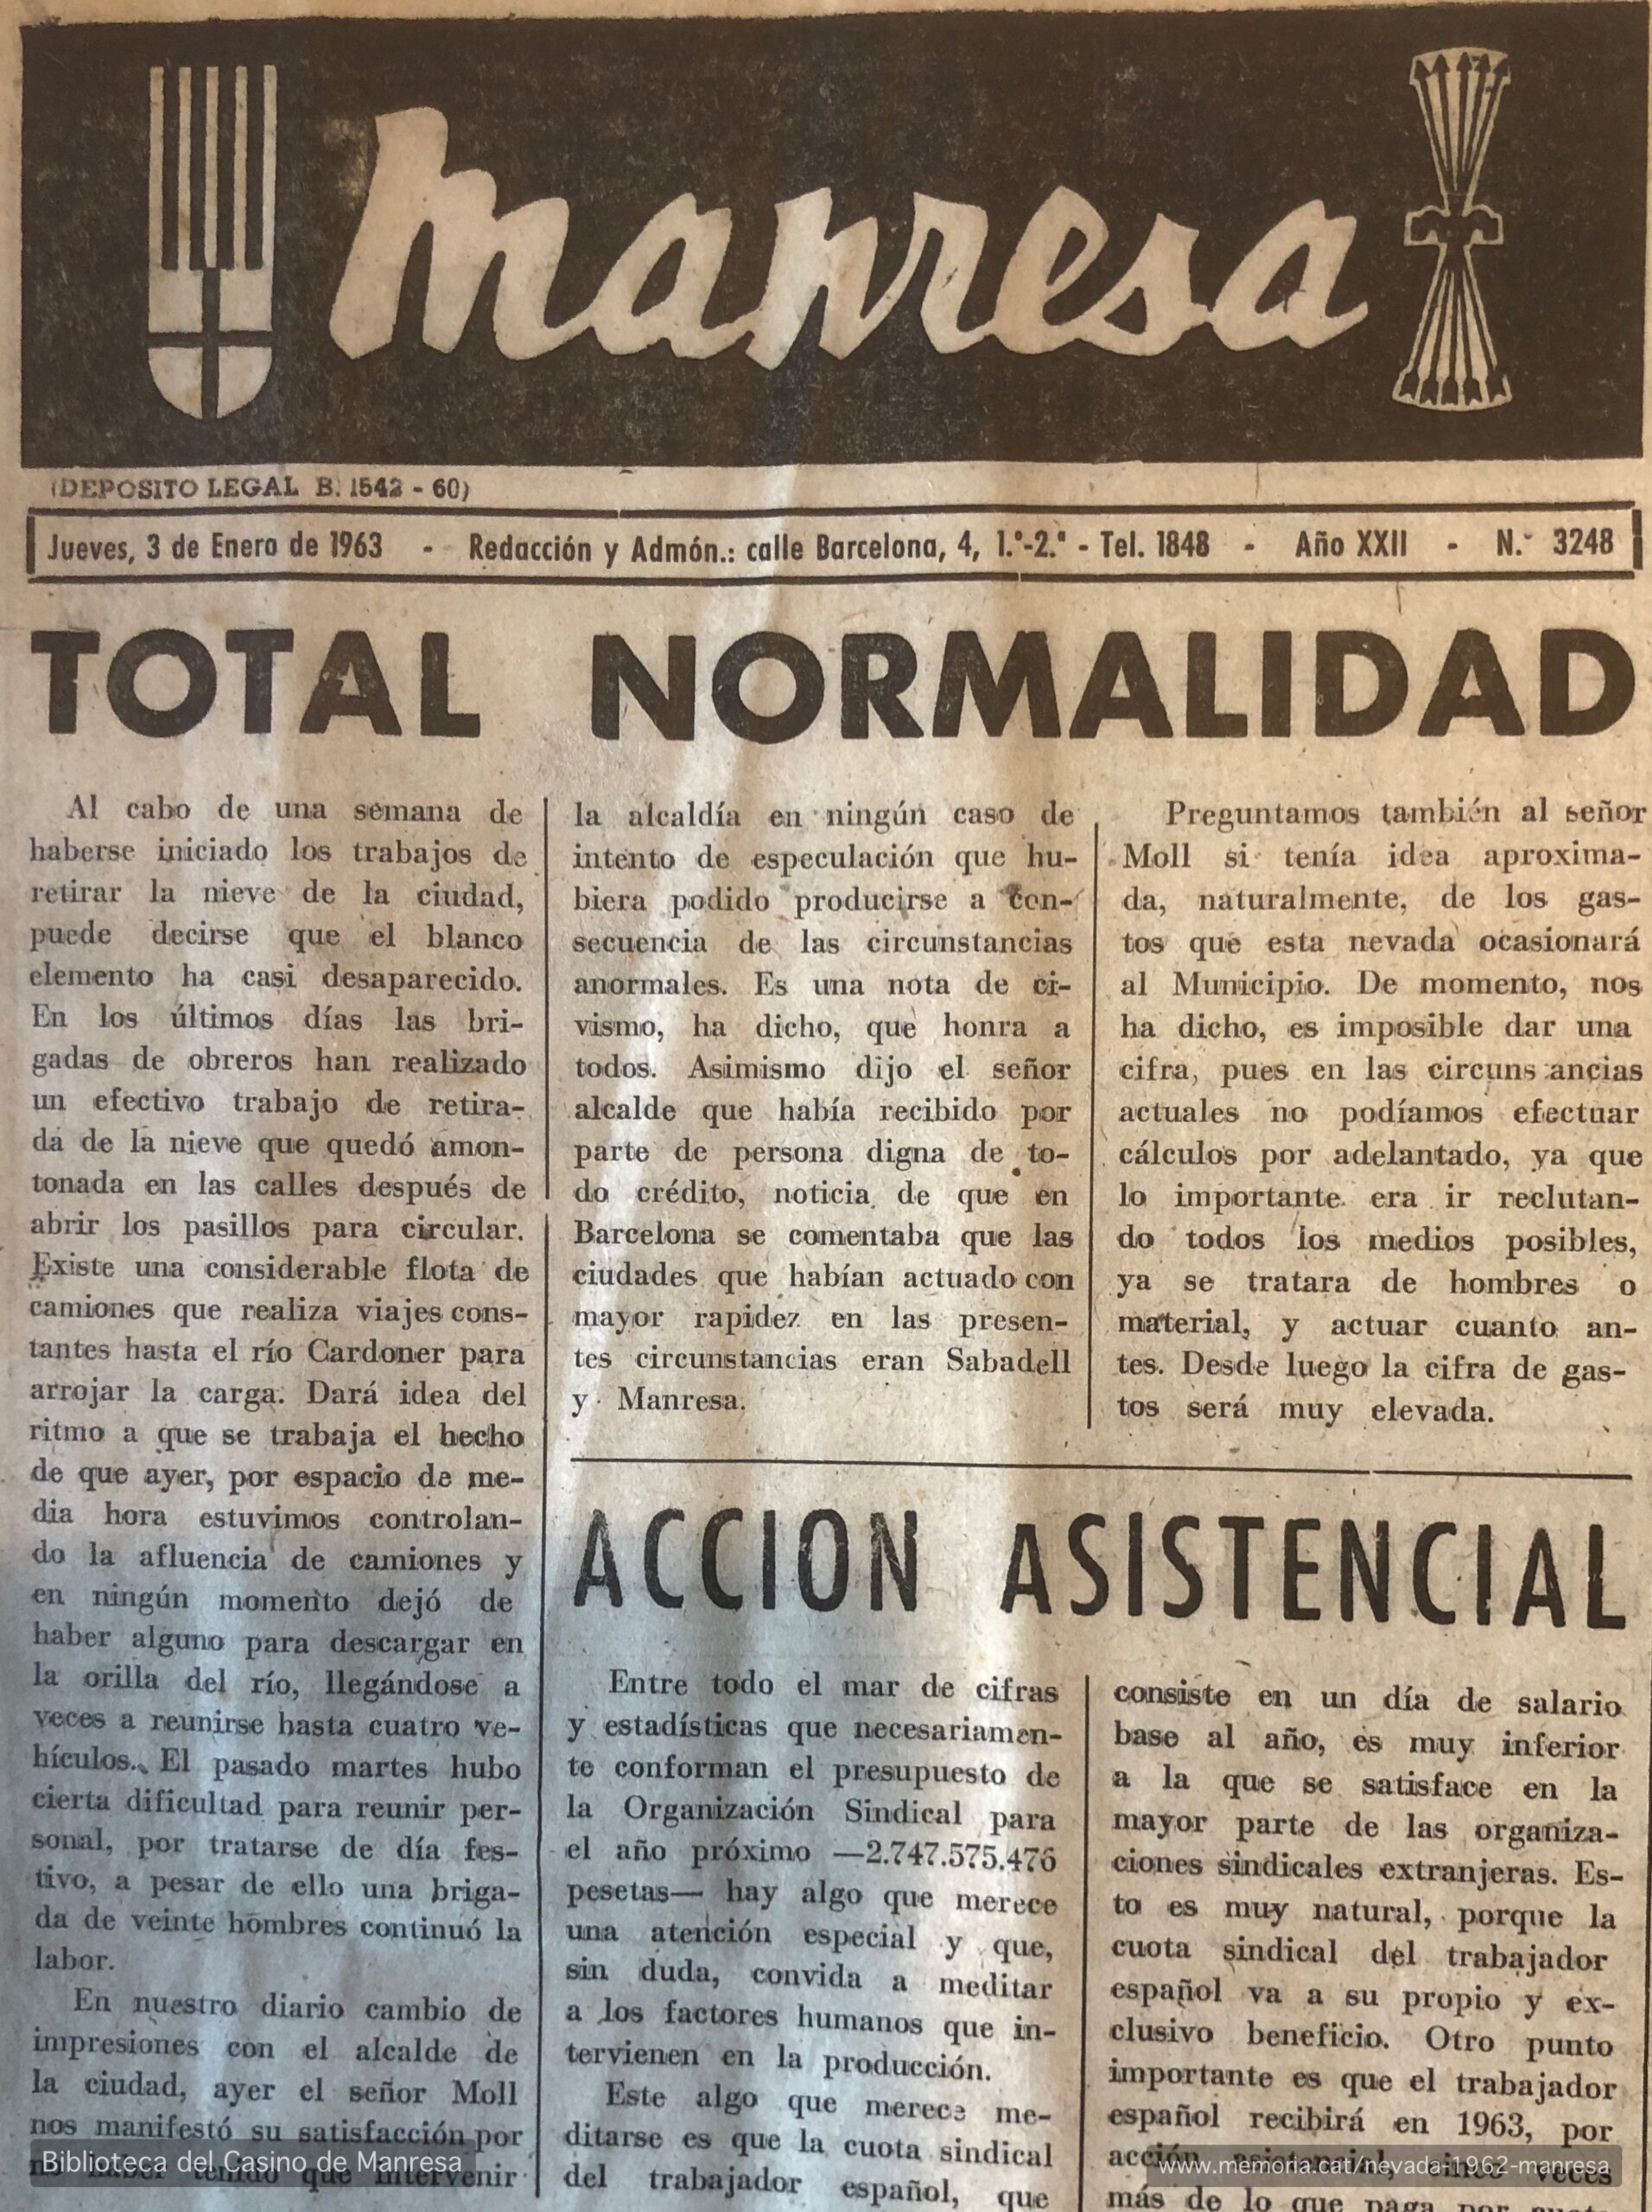 manresa
(DEPOSITO LEGAL B. 1542 - 60)
Jueves, 3 de Enero de 1963 - Redacción y Admón.: calle Barcelona, 4, 1.º-2.ª - Tel. 1848 - Año XXII - N.º 3248
TOTAL NORMALIDAD
Al cabo de una semana de
haberse iniciado los trabajos de
retirar la nieve de la ciudad,
puede decirse que el blanco
elemento ha casi desaparecido.
En los últimos días las bri-
gadas de obreros han realizado
un efectivo trabajo de retira-
da de la nieve que quedó amon-
tonada en las calles después de
abrir los pasillos para circular.
Existe una considerable flota de
camiones que realiza viajes cons-
tantes hasta el río Cardoner para
arrojar la carga. Dará idea del
ritmo a que se trabaja el hecho
de que ayer, por espacio de me-
dia hora estuvimos controlan-
do la afluencia de camiones y
en ningún momento dejó de
haber alguno para descargar en
la orilla del río, llegándose a
veces a reunirse hasta cuatro ve-
hículos. El pasado martes hubo
cierta dificultad para reunir per-
sonal, por tratarse de día fes-
tivo, a pesar de ello una briga-
da de veinte hombres continuó la
labor.
En nuestro diario cambio de
impresiones con el alcalde de
la ciudad, ayer el señor Moll
nos manifestó su satisfacción por
no haber tenido que intervenir
la alcaldía en ningún caso de
intento de especulación que hu-
biera podido producirse a con-
secuencia de las circunstancias
anormales. Es una nota de ci-
vismo, ha dicho, que honra a
todos. Asimismo dijo el señor
alcalde que había recibido por
parte de persona digna de to-
do crédito, noticia de que en
Barcelona se comentaba que las
ciudades que habían actuado con
mayor rapidez en las presen-
tes circunstancias eran Sabadell
y Manresa.
Preguntamos también al señor
Moll si tenía idea aproxima-
da, naturalmente, de los gas-
tos que esta nevada ocasionará
al Municipio. De momento, nos
ha dicho, es imposible dar una
cifra, pues en las circuns ancias
actuales no podíamos efectuar
cálculos por adelantado, ya que
lo importante era ir reclutan-
do todos los medios posibles,
ya se tratara de hombres o
material, y actuar cuanto an-
tes. Desde luego la cifra de gas-
tos será muy elevada.
ACCION ASISTENCIAL
Entre todo el mar de cifras
y estadísticas que necesariamen-
te conforman el presupuesto de
la Organización Sindical para
el año próximo —2.747.575.476
pesetas— hay algo que merece
una atención especial y que,
sin duda, convida a meditar
a los factores humanos que in-
tervienen en la producción.
Este algo que merece me-
ditarse es que la cuota sindical
del trabajador español, que
consiste en un día de salario
base al año, es muy inferior
a la que se satisface en la
mayor parte de las organiza-
ciones sindicales extranjeras. Es-
to es muy natural, porque la
cuota sindical del trabajador
español va a su propio y ex-
clusivo beneficio. Otro punto
importante es que el trabajador
español recibirá en 1963, por
acción asistencial, cinco veces
más de lo que paga por
Biblioteca del Casino de Manresa
www.memoria.cat/nevada-1962-manresa